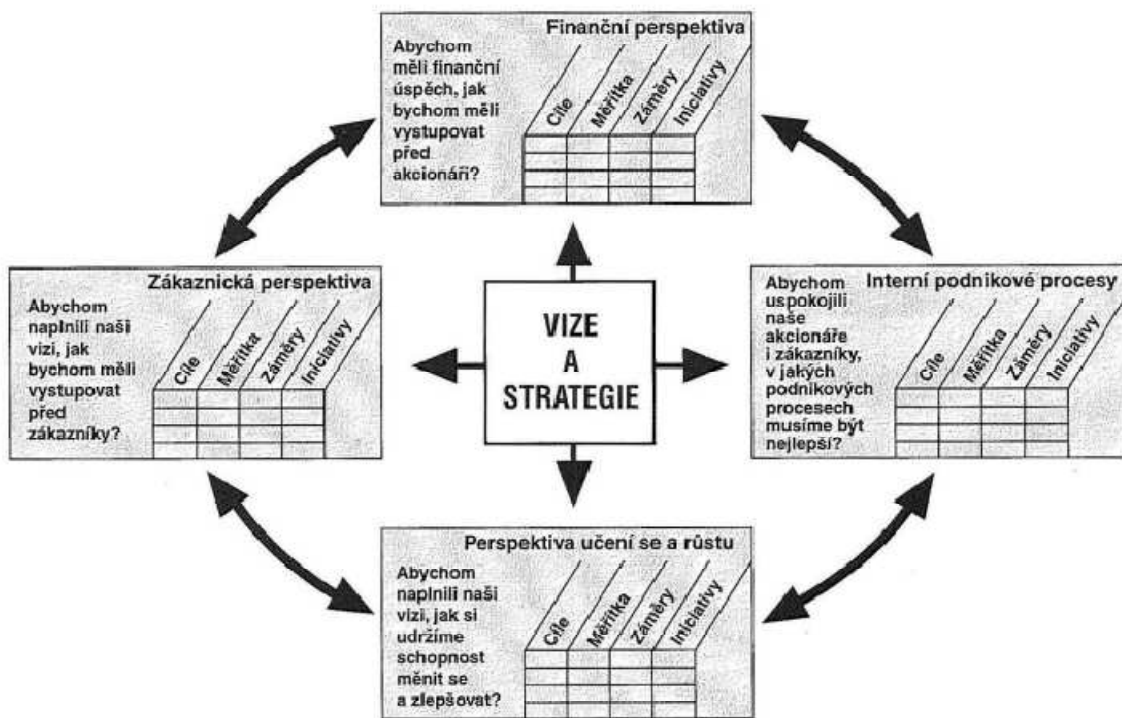 Finanční perspektiva
Abychom
měli finanční
úspěch, jak
bychom měli
vystupovat
před
akcionáři?
Cíle
Měřítka
Záměry
Iniciativy
Zákaznická perspektiva
Abychom
naplnili naši
vizi, jak
bychom měli
vystupovat
před
zákazníky?
Cíle
Měřítka
Záměry
Iniciativy
VIZE
A
STRATEGIE
Interní podnikové procesy
Abychom
uspokojili
naše
akcionáře
i zákazníky,
v jakých
podnikových
procesech
musíme být
nejlepší?
Cíle
Měřítka
Záměry
Iniciativy
Perspektiva učení se a růstu
Abychom
naplnili naši
vizi, jak si
udržíme
schopnost
měnit se
a zlepšovat?
Cíle
Měřítka
Záměry
Iniciativy